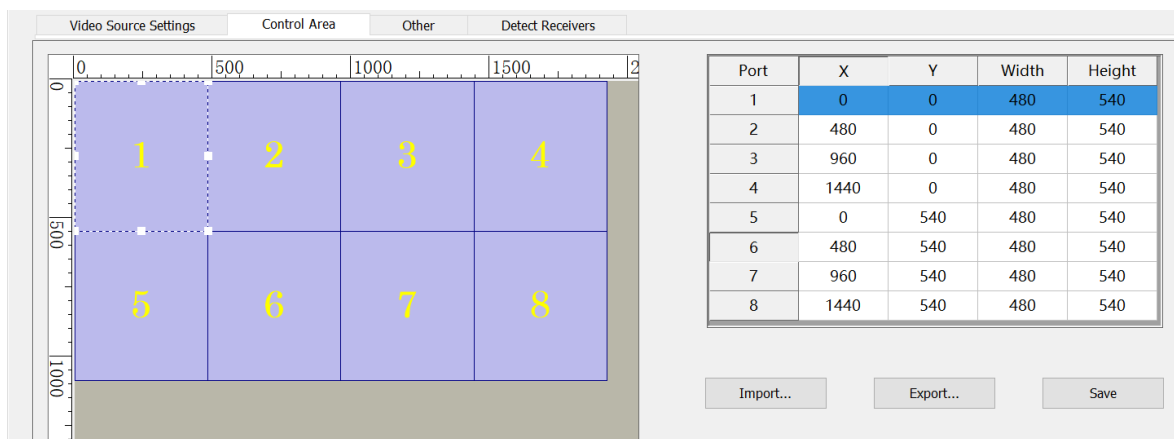 Video Source Settings Control Area Other Detect Receivers
0 500 1000 1500 2
0
500
1000
1 2 3 4
5 6 7 8
Port X Y Width Height
1 0 0 480 540
2 480 0 480 540
3 960 0 480 540
4 1440 0 480 540
5 0 540 480 540
6 480 540 480 540
7 960 540 480 540
8 1440 540 480 540
Import... Export... Save